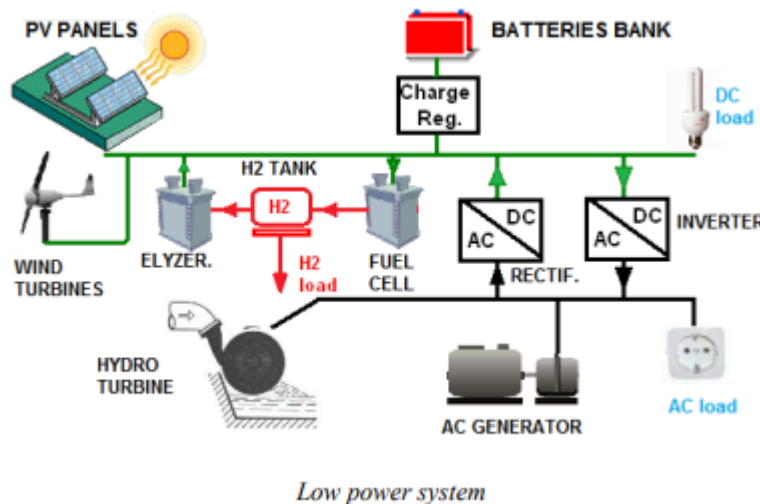 PV PANELS
BATTERIES BANK
Charge
Reg.
DC
load
H2 TANK
H2
WIND
TURBINES
ELYZER.
H2
load
FUEL
CELL
DC
AC
RECTIF.
DC
AC
INVERTER
HYDRO
TURBINE
AC GENERATOR
AC load
Low power system